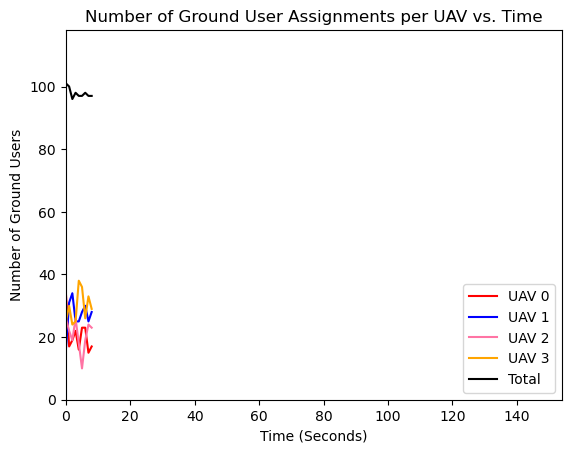 Number of Ground User Assignments per UAV vs. Time
Number of Ground Users
100
80
60
40
20
0
0 20 40 60 80 100 120 140
Time (Seconds)
UAV 0
UAV 1
UAV 2
UAV 3
Total